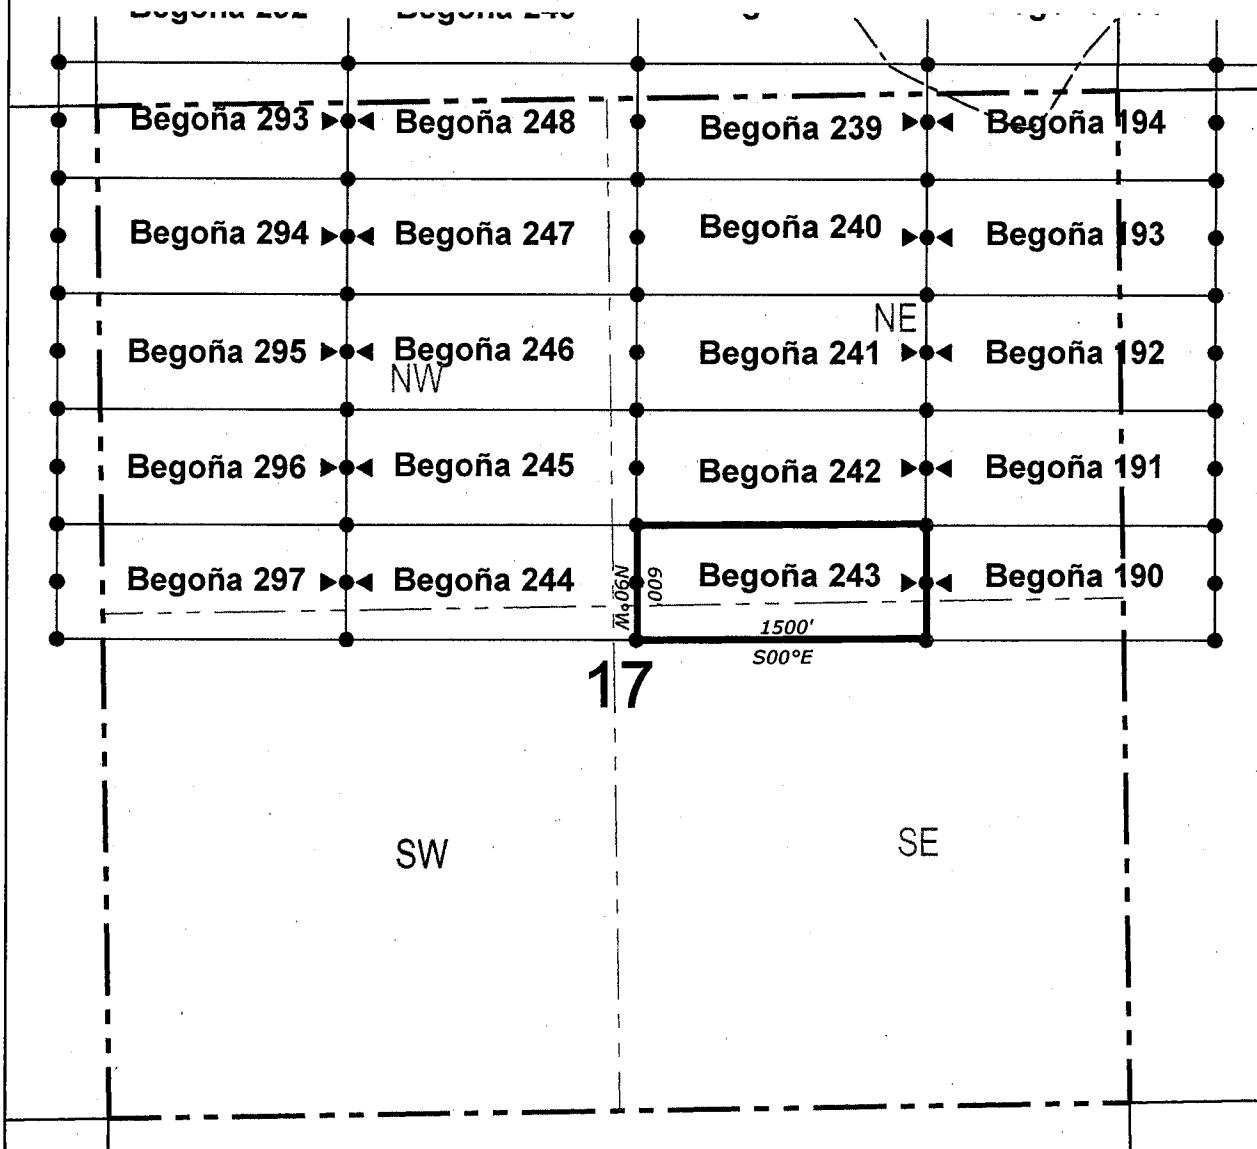 Begoña 293 Begoña 248 Begoña 239 Begoña 194
Begoña 294 Begoña 247 Begoña 240 Begoña 193
NE
Begoña 295 Begoña 246 Begoña 241 Begoña 192
NW
Begoña 296 Begoña 245 Begoña 242 Begoña 191
Begoña 297 Begoña 244 N90°W 600' Begoña 243 Begoña 190
1500'
S00°E
17
SW SE